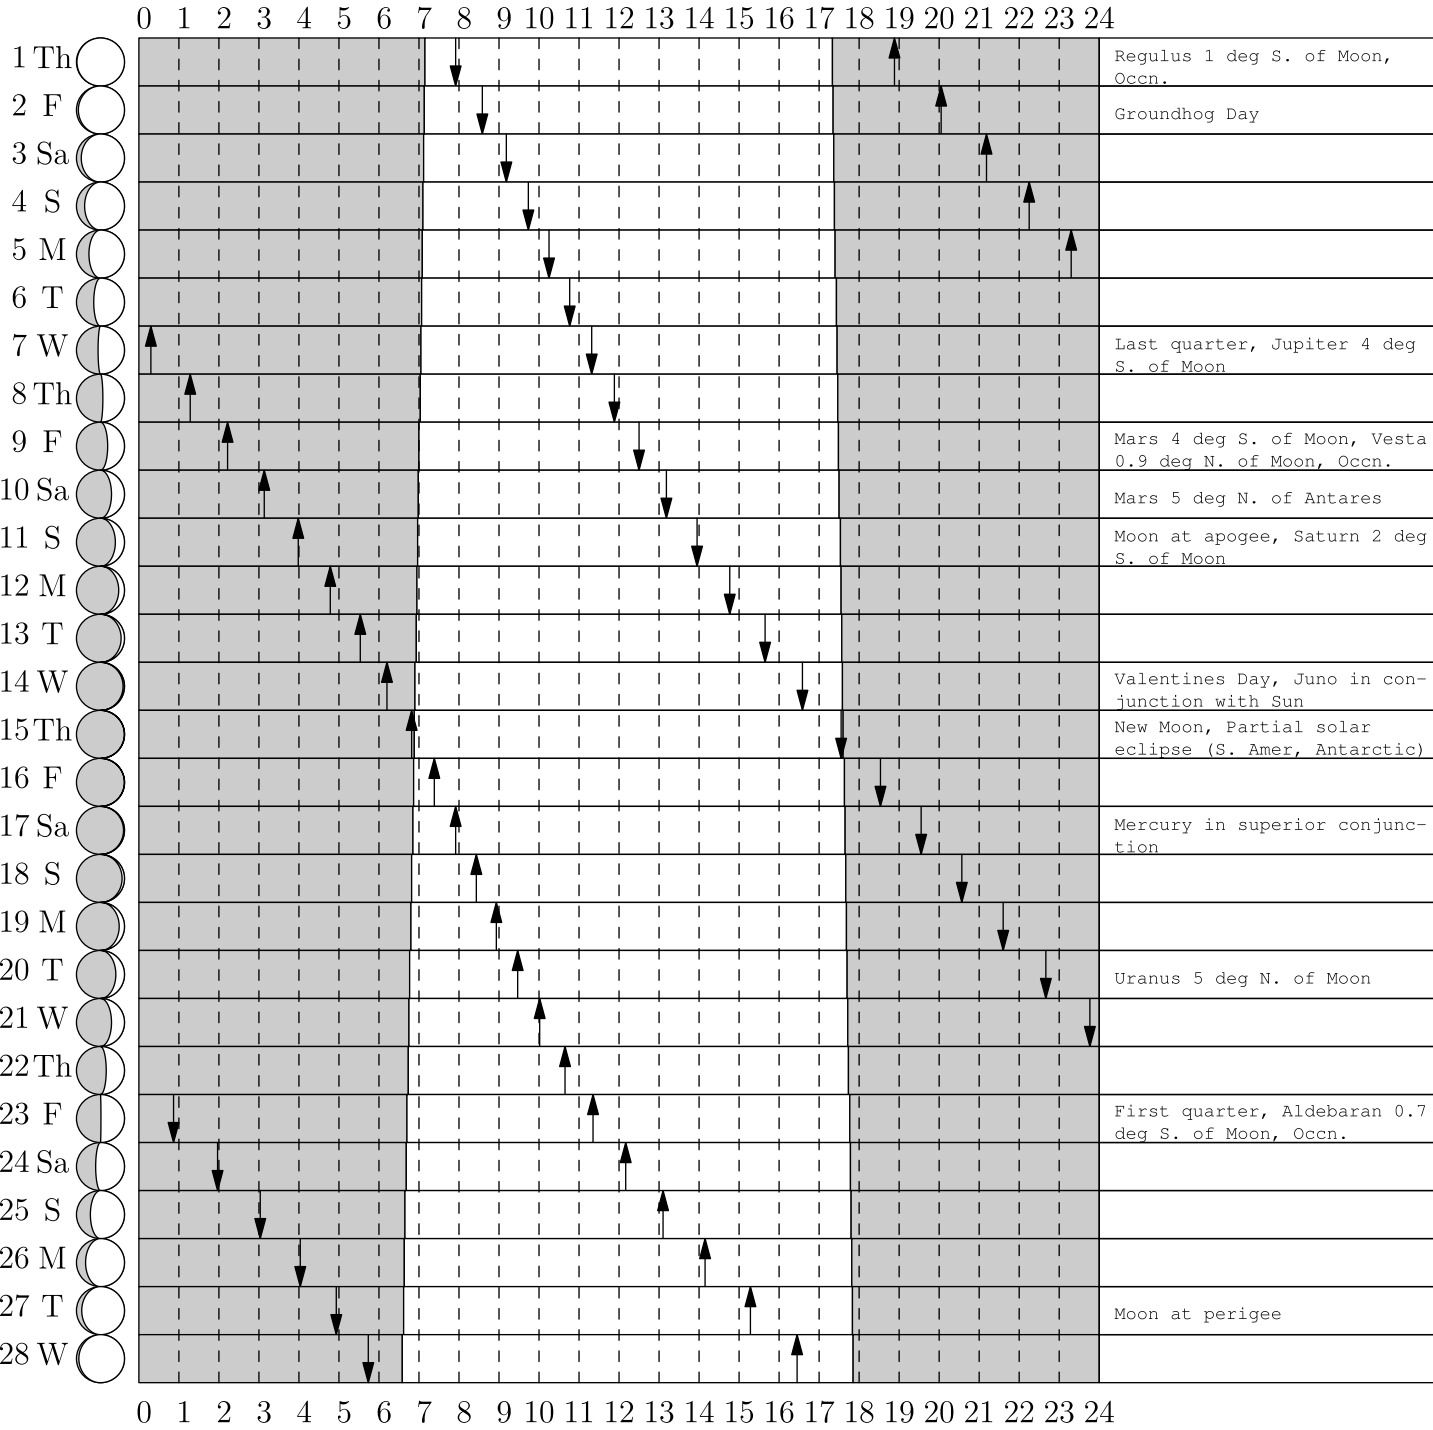 0 1 2 3 4 5 6 7 8 9 10 11 12 13 14 15 16 17 18 19 20 21 22 23 24
1 Th Regulus 1 deg S. of Moon,
Occn.
2 F Groundhog Day
3 Sa
4 S
5 M
6 T
7 W Last quarter, Jupiter 4 deg
S. of Moon
8 Th
9 F Mars 4 deg S. of Moon, Vesta
0.9 deg N. of Moon, Occn.
10 Sa Mars 5 deg N. of Antares
11 S Moon at apogee, Saturn 2 deg
S. of Moon
12 M
13 T
14 W Valentines Day, Juno in con-
junction with Sun
15 Th New Moon, Partial solar
eclipse (S. Amer, Antarctic)
16 F
17 Sa Mercury in superior conjunc-
tion
18 S
19 M
20 T Uranus 5 deg N. of Moon
21 W
22 Th
23 F First quarter, Aldebaran 0.7
deg S. of Moon, Occn.
24 Sa
25 S
26 M
27 T Moon at perigee
28 W
0 1 2 3 4 5 6 7 8 9 10 11 12 13 14 15 16 17 18 19 20 21 22 23 24